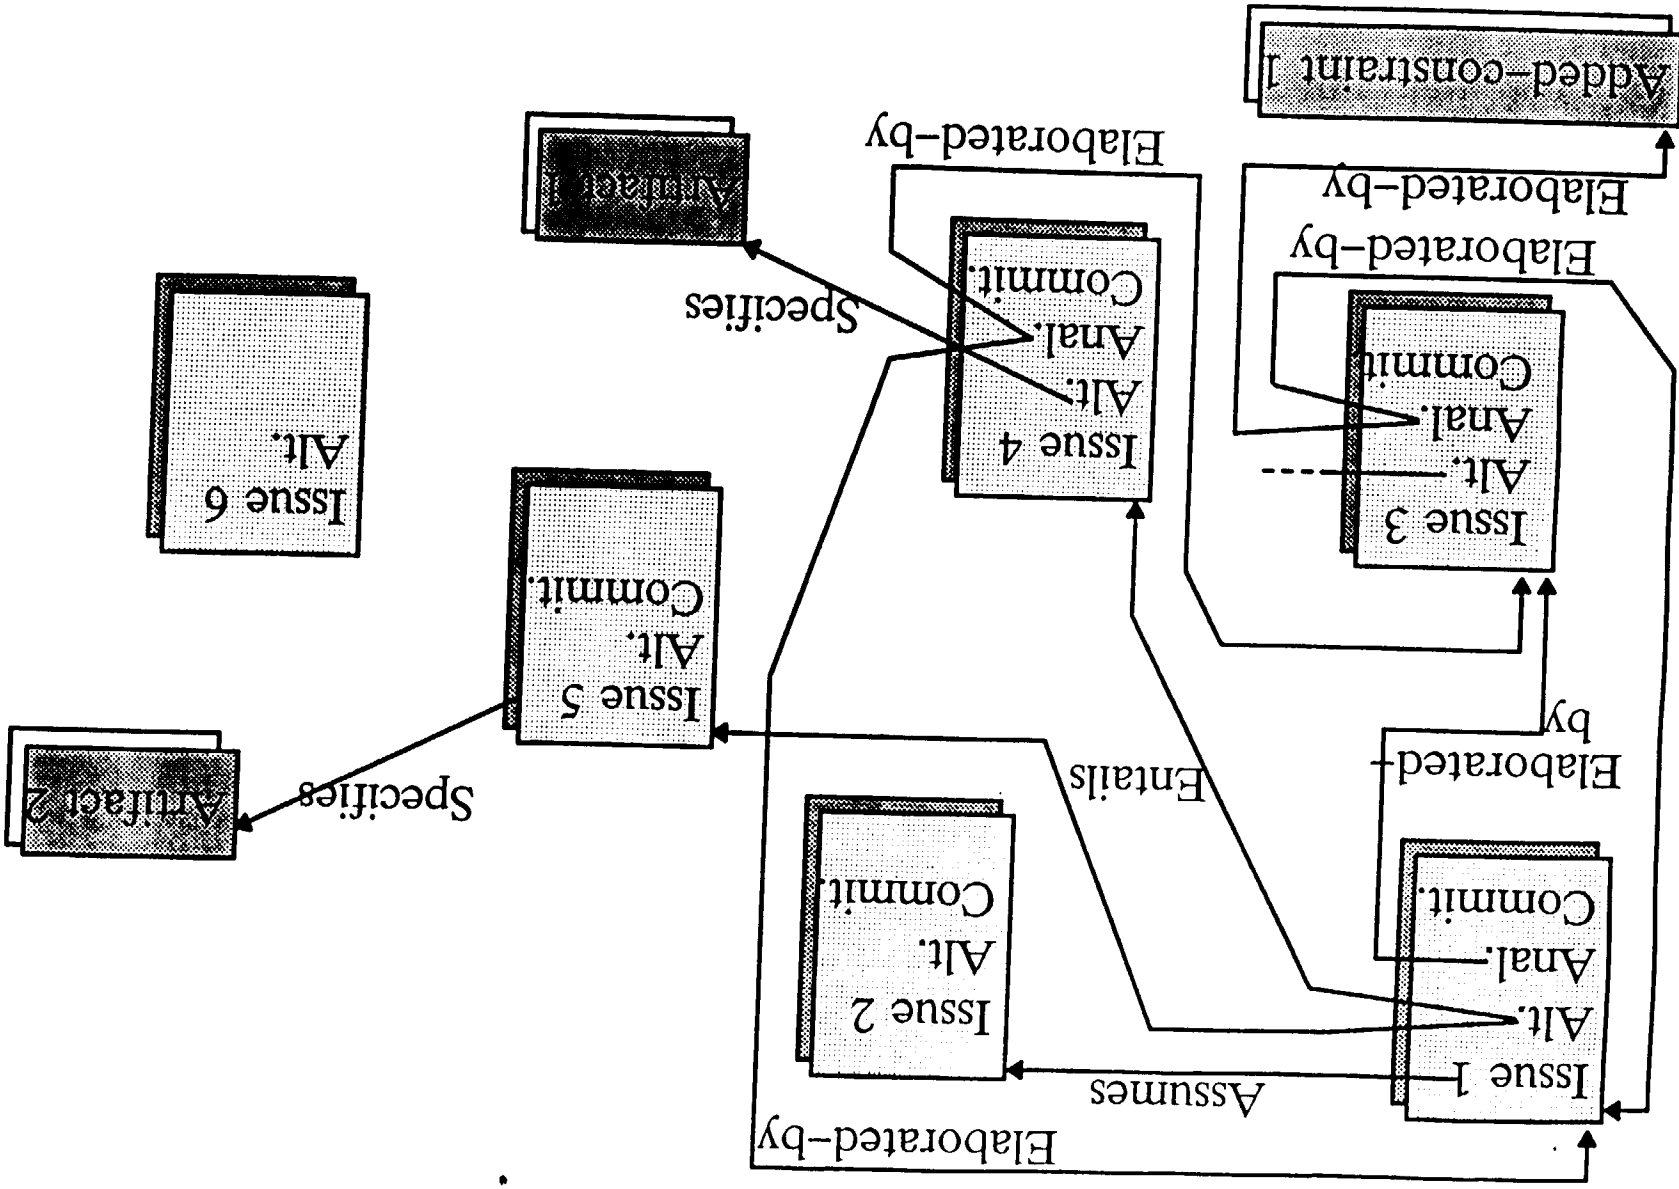 Elaborated-by
Issue 1
Alt.
Anal.
Commit.
Assumes
Issue 2
Alt.
Commit.
Elaborated-
by
Entails
Specifies
Artifact 2
Issue 3
Alt.
Anal.
Commit
Issue 4
Alt.
Anal.
Commit.
Issue 5
Alt.
Commit.
Issue 6
Alt.
Elaborated-by
Elaborated-by
Specifies
Artifact 1
Elaborated-by
Added-constraint 1